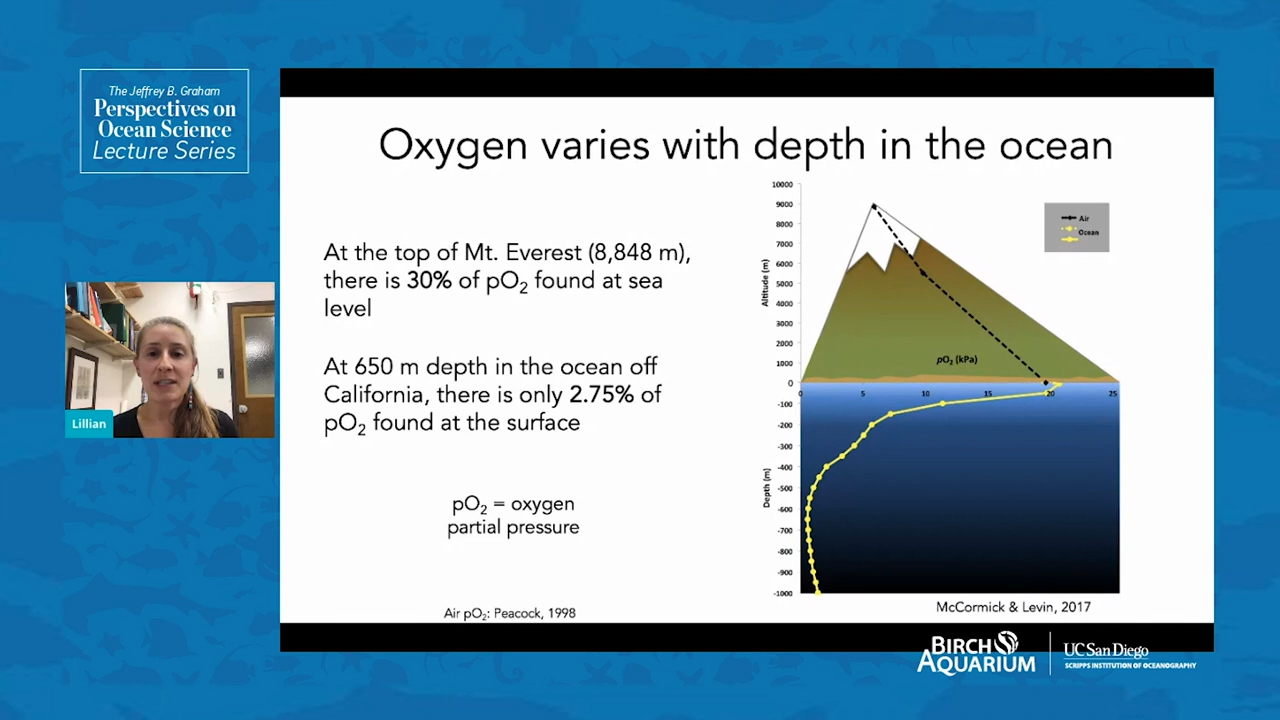 The Jeffrey B. Graham
Perspectives on
Ocean Science
Lecture Series
Lillian
Oxygen varies with depth in the ocean
At the top of Mt. Everest (8,848 m),
there is 30% of pO₂ found at sea
level
At 650 m depth in the ocean off
California, there is only 2.75% of
pO₂ found at the surface
pO₂ = oxygen
partial pressure
Air pO₂: Peacock, 1998
10000
9000
8000
7000
6000
5000
4000
3000
2000
1000
0
-100
-200
-300
-400
-500
-600
-700
-800
-900
-1000
Altitude (m)
Depth (m)
Air
Ocean
pO₂ (kPa)
0 5 10 15 20 25
McCormick & Levin, 2017
BIRCH
AQUARIUM
UC San Diego
SCRIPPS INSTITUTION OF OCEANOGRAPHY